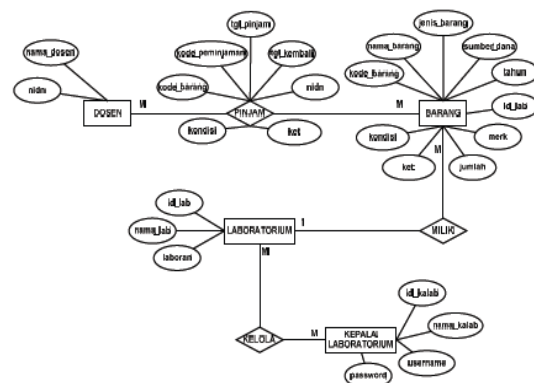 tgl_pinjam
jenis_barang
nama_dosen
kode_peminjaman
tgl_kembali
nama_barang
sumber_dana
nidn
kode_barang
nidn
kode_barang
tahun
DOSEN
M
PINJAM
M
BARANG
id_lab
kondisi
ket
kondisi
M
merk
ket
jumlah
id_lab
nama_lab
LABORATORIUM
1
MILIKI
laboran
M
id_kalab
KELOLA
M
KEPALA
LABORATORIUM
nama_kalab
username
password